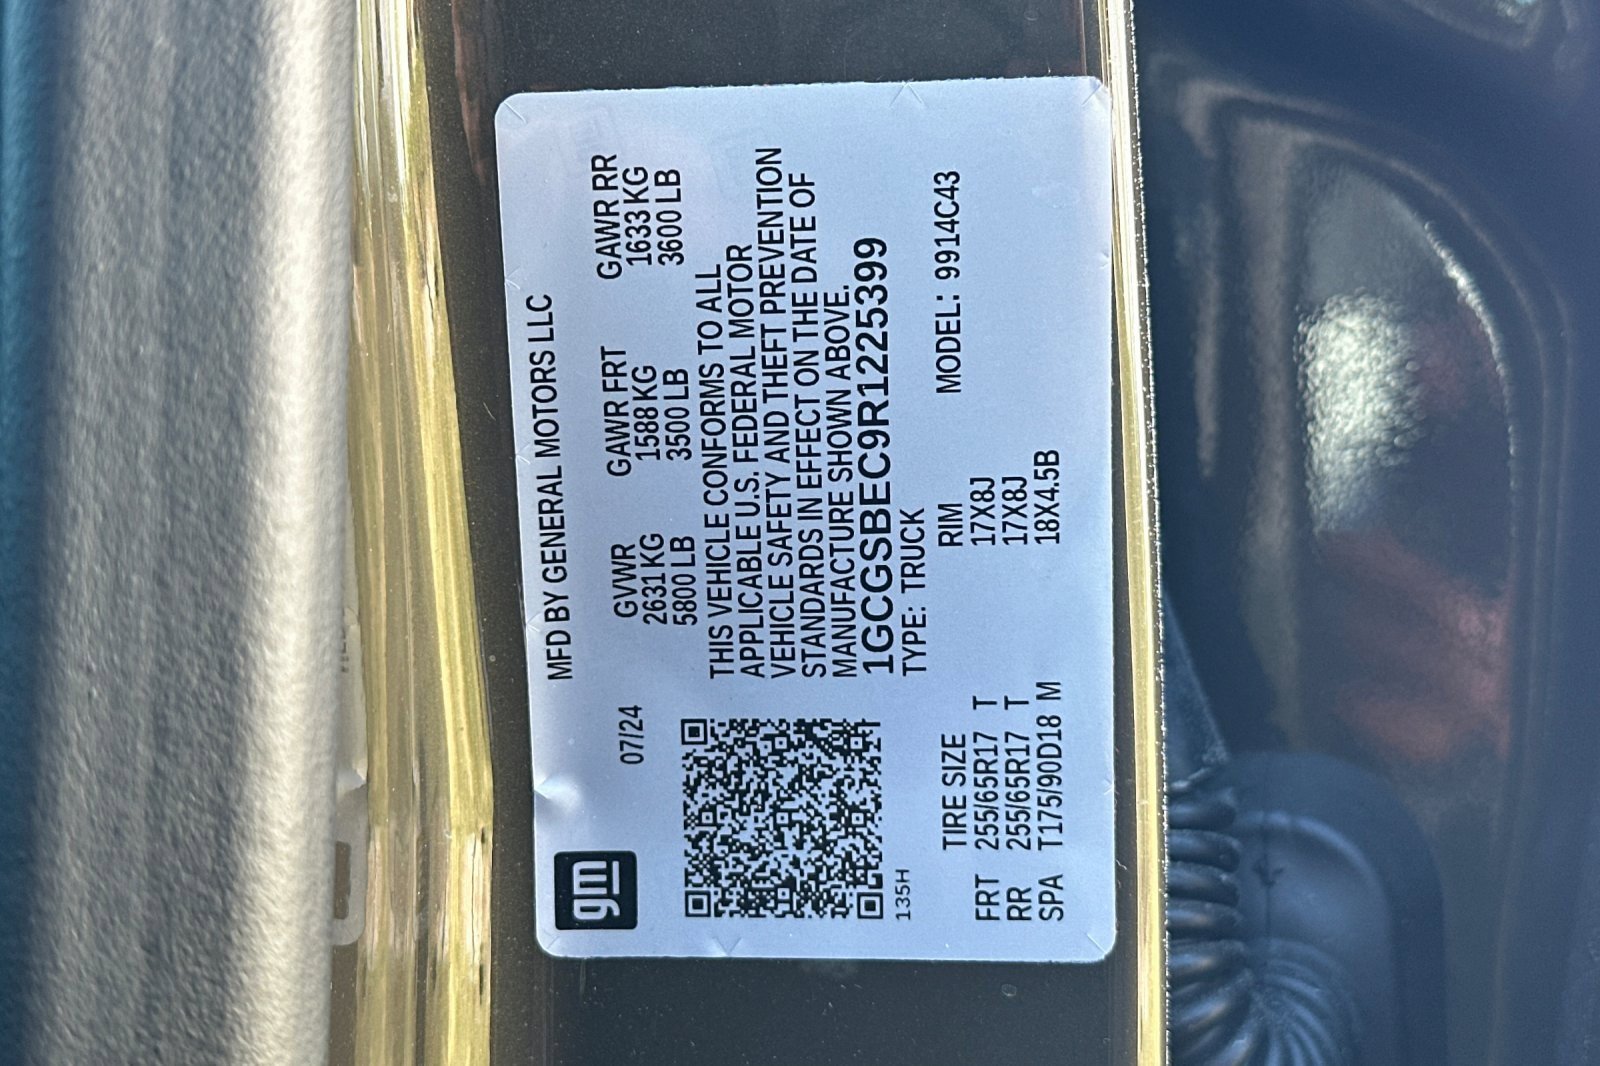 gm
07/24
MFD BY GENERAL MOTORS LLC
GVWR GAWR FRT GAWR RR
2631 KG 1588 KG 1633 KG
5800 LB 3500 LB 3600 LB
THIS VEHICLE CONFORMS TO ALL
APPLICABLE U.S. FEDERAL MOTOR
VEHICLE SAFETY AND THEFT PREVENTION
STANDARDS IN EFFECT ON THE DATE OF
MANUFACTURE SHOWN ABOVE.
1GCGSBEC9R1225399
135H
TYPE: TRUCK
MODEL: 9914C43
TIRE SIZE RIM
FRT 255/65R17 T 17X8J
RR 255/65R17 T 17X8J
SPA T175/90D18 M 18X4.5B